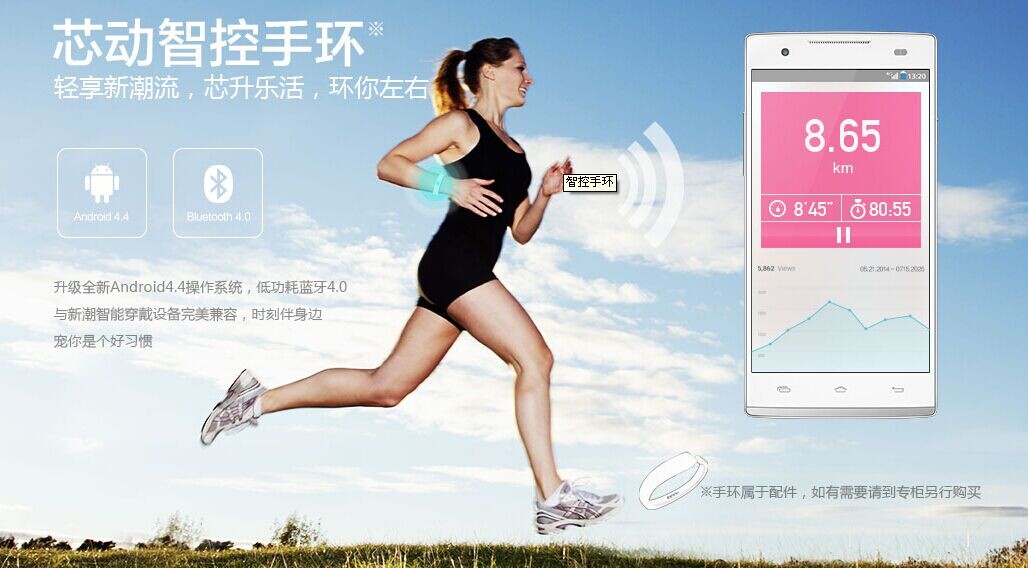 芯动智控手环※
轻享新潮流，芯升乐活，环你左右
Android 4.4
Bluetooth 4.0
升级全新Android4.4操作系统，低功耗蓝牙4.0
与新潮智能穿戴设备完美兼容，时刻伴身边
宠你是个好习惯
智控手环
13:20
8.65
km
8'45"
80:55
5,862 Views
05.21.2014 – 07.15.2025
※手环属于配件，如有需要请到专柜另行购买